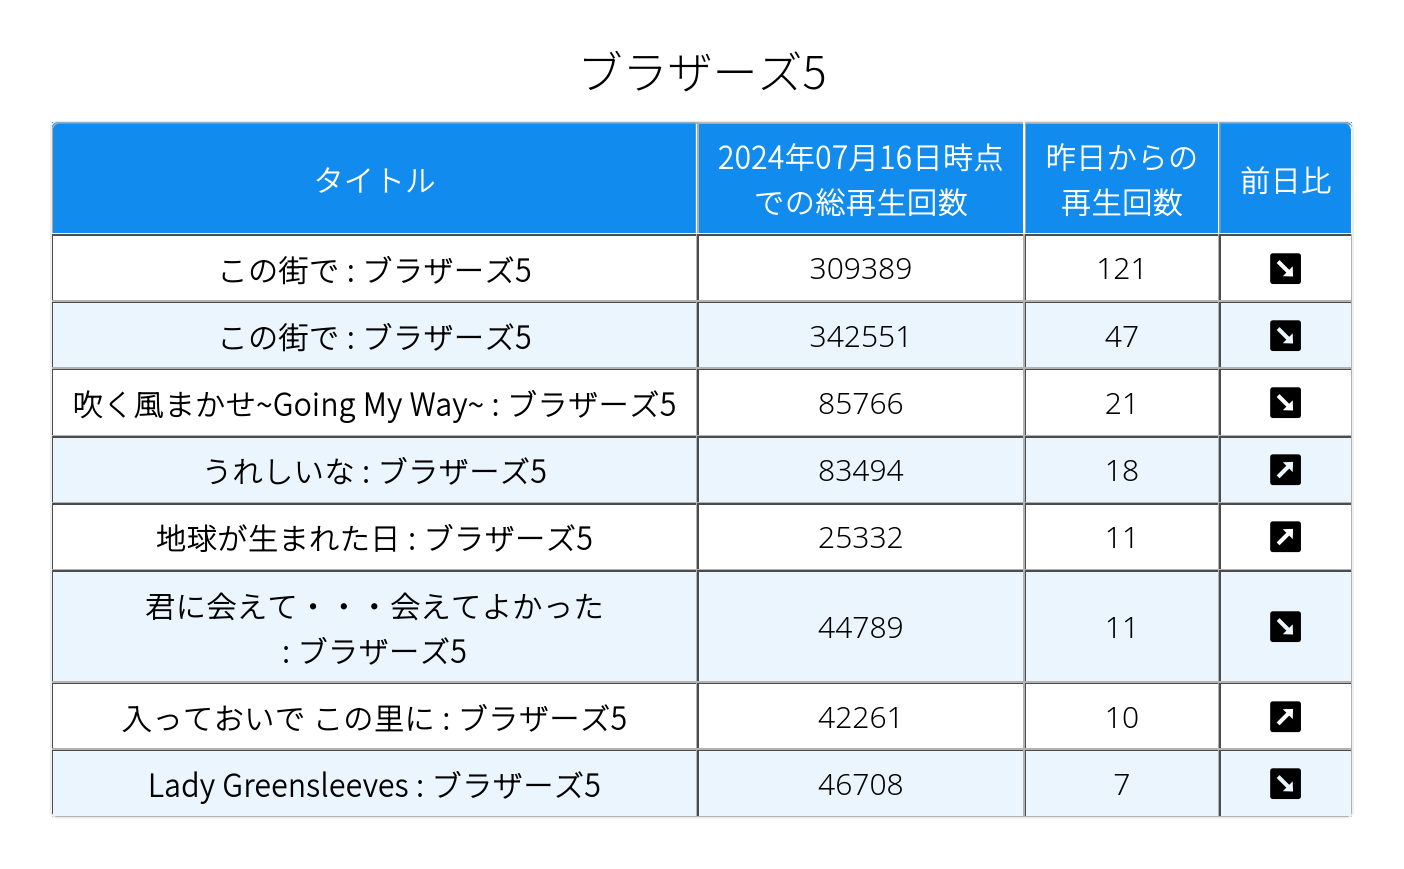 ブラザーズ5
タイトル
2024年07月16日時点
での総再生回数
昨日からの
再生回数
前日比
この街で : ブラザーズ5
309389
121
この街で : ブラザーズ5
342551
47
吹く風まかせ~Going My Way~ : ブラザーズ5
85766
21
うれしいな : ブラザーズ5
83494
18
地球が生まれた日 : ブラザーズ5
25332
11
君に会えて・・・会えてよかった
: ブラザーズ5
44789
11
入っておいで この里に : ブラザーズ5
42261
10
Lady Greensleeves : ブラザーズ5
46708
7